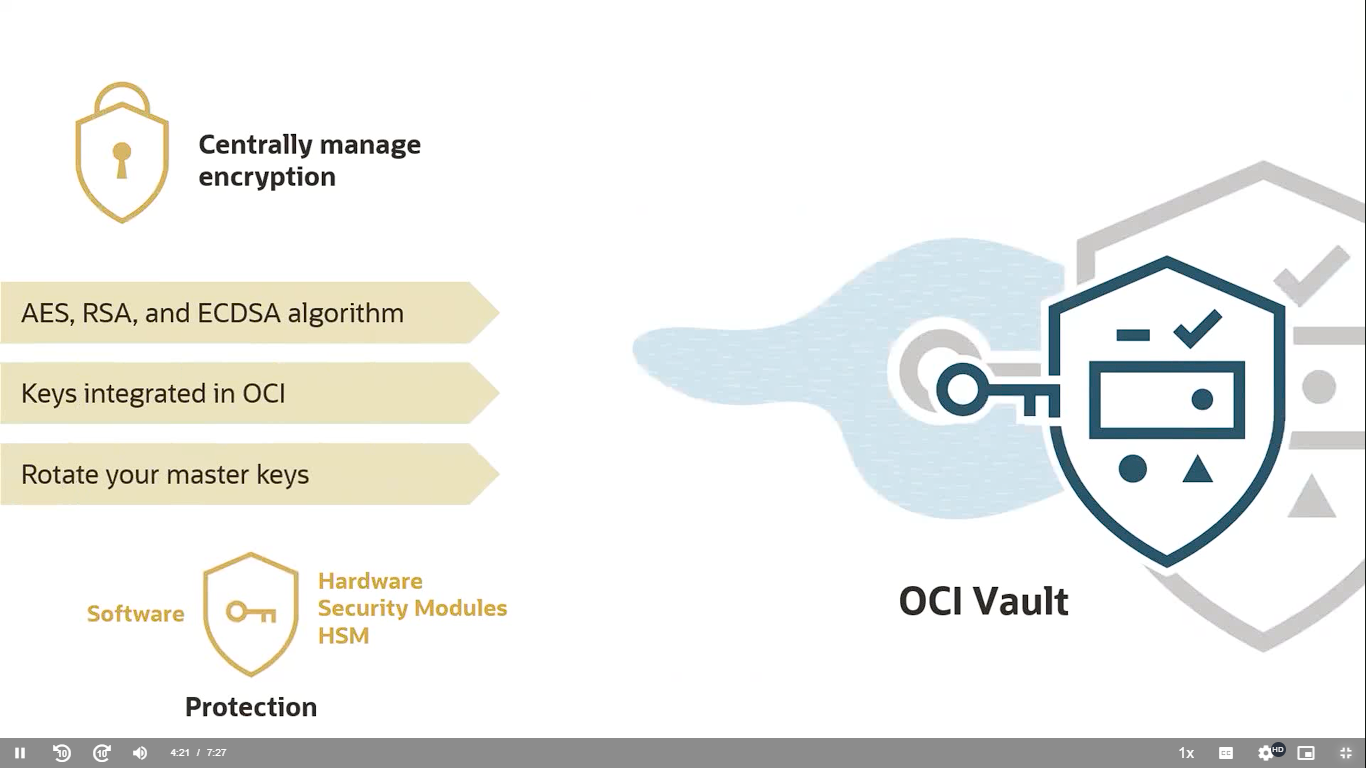 Centrally manage
encryption
AES, RSA, and ECDSA algorithm
Keys integrated in OCI
Rotate your master keys
Software
Hardware
Security Modules
HSM
Protection
OCI Vault
10
10
4:21 / 7:27
1x
CC
HD